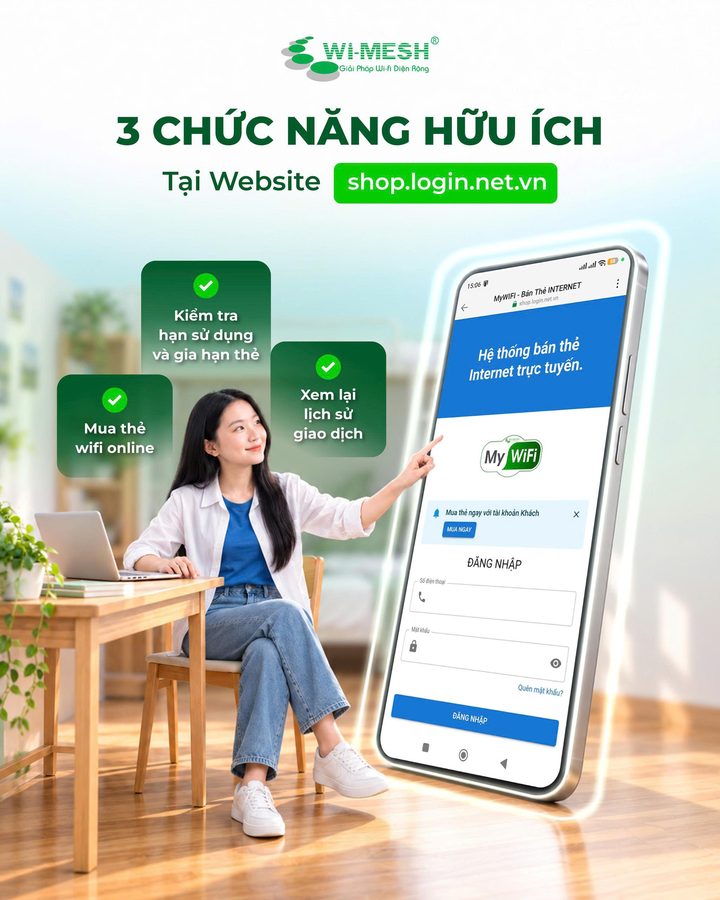 WI-MESH®
Giải Pháp Wi-fi Diện Rộng
3 CHỨC NĂNG HỮU ÍCH
Tại Website shop.login.net.vn
Kiểm tra
hạn sử dụng
và gia hạn thẻ
Xem lại
lịch sử
giao dịch
Mua thẻ
wifi online
15:06
MyWIFI - Bán Thẻ INTERNET
shop.login.net.vn
Hệ thống bán thẻ
Internet trực tuyến.
My WiFi
Mua thẻ ngay với tài khoản Khách
MUA NGAY
ĐĂNG NHẬP
Số điện thoại
Mật khẩu
Quên mật khẩu?
ĐĂNG NHẬP